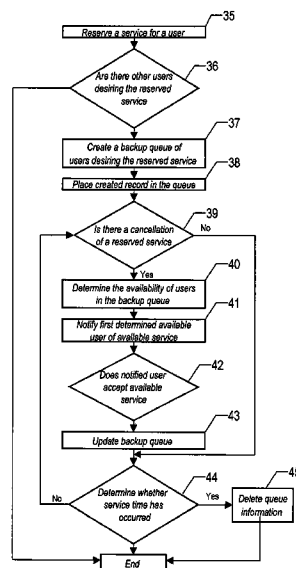 35
Reserve a service for a user
36
Are there other users
desiring the reserved
service
37
Create a backup queue of
users desiring the reserved service
38
Place created record in the queue
39
Is there a cancellation
of a reserved service
No
Yes
40
Determine the availability of users
in the backup queue
41
Notify first determined available
user of available service
42
Does notified user
accept available
service
43
Update backup queue
44
Determine whether
service time has
occurred
No
Yes
45
Delete queue
information
End